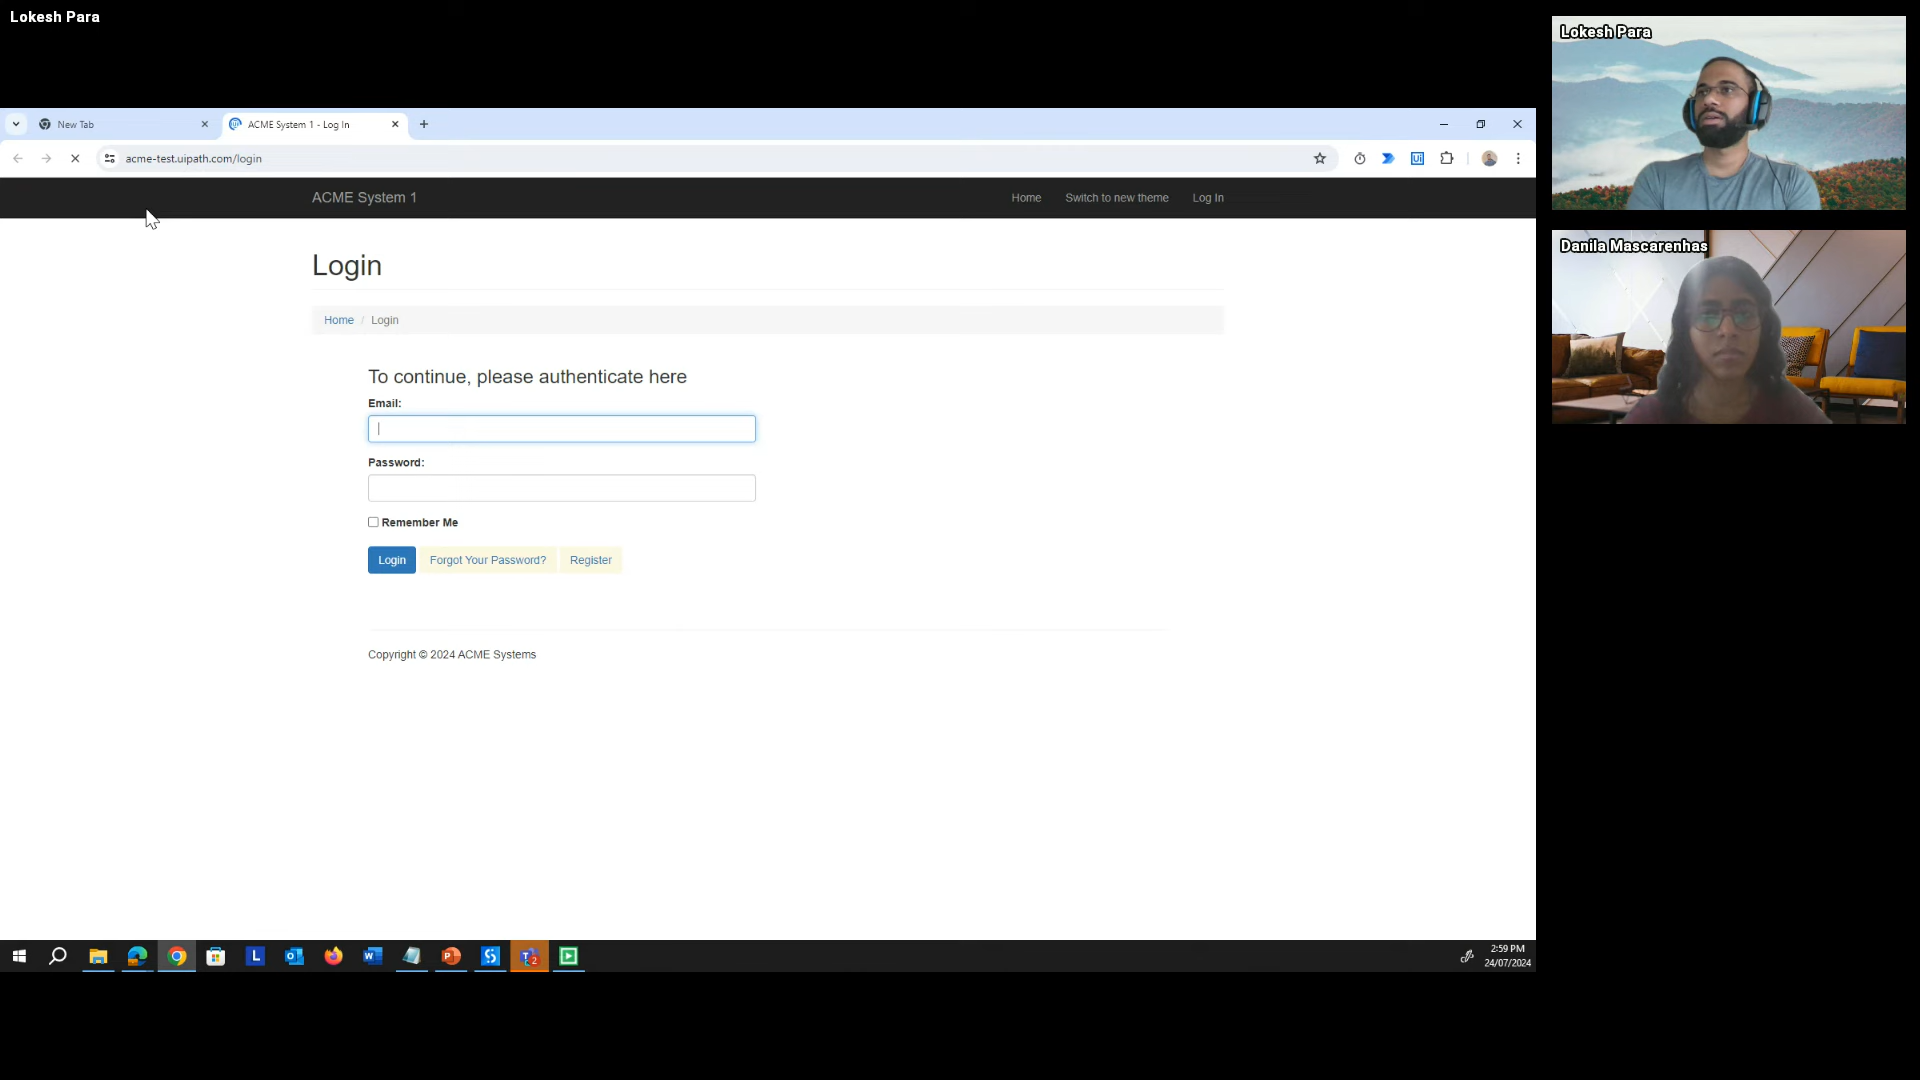 Lokesh Para
Lokesh Para
New Tab
ACME System 1 - Log In
acme-test.uipath.com/login
Ui
ACME System 1
Home
Switch to new theme
Log In
Login
Home / Login
To continue, please authenticate here
Email:
Password:
Remember Me
Login
Forgot Your Password?
Register
Copyright © 2024 ACME Systems
Danila Mascarenhas
2:59 PM
24/07/2024